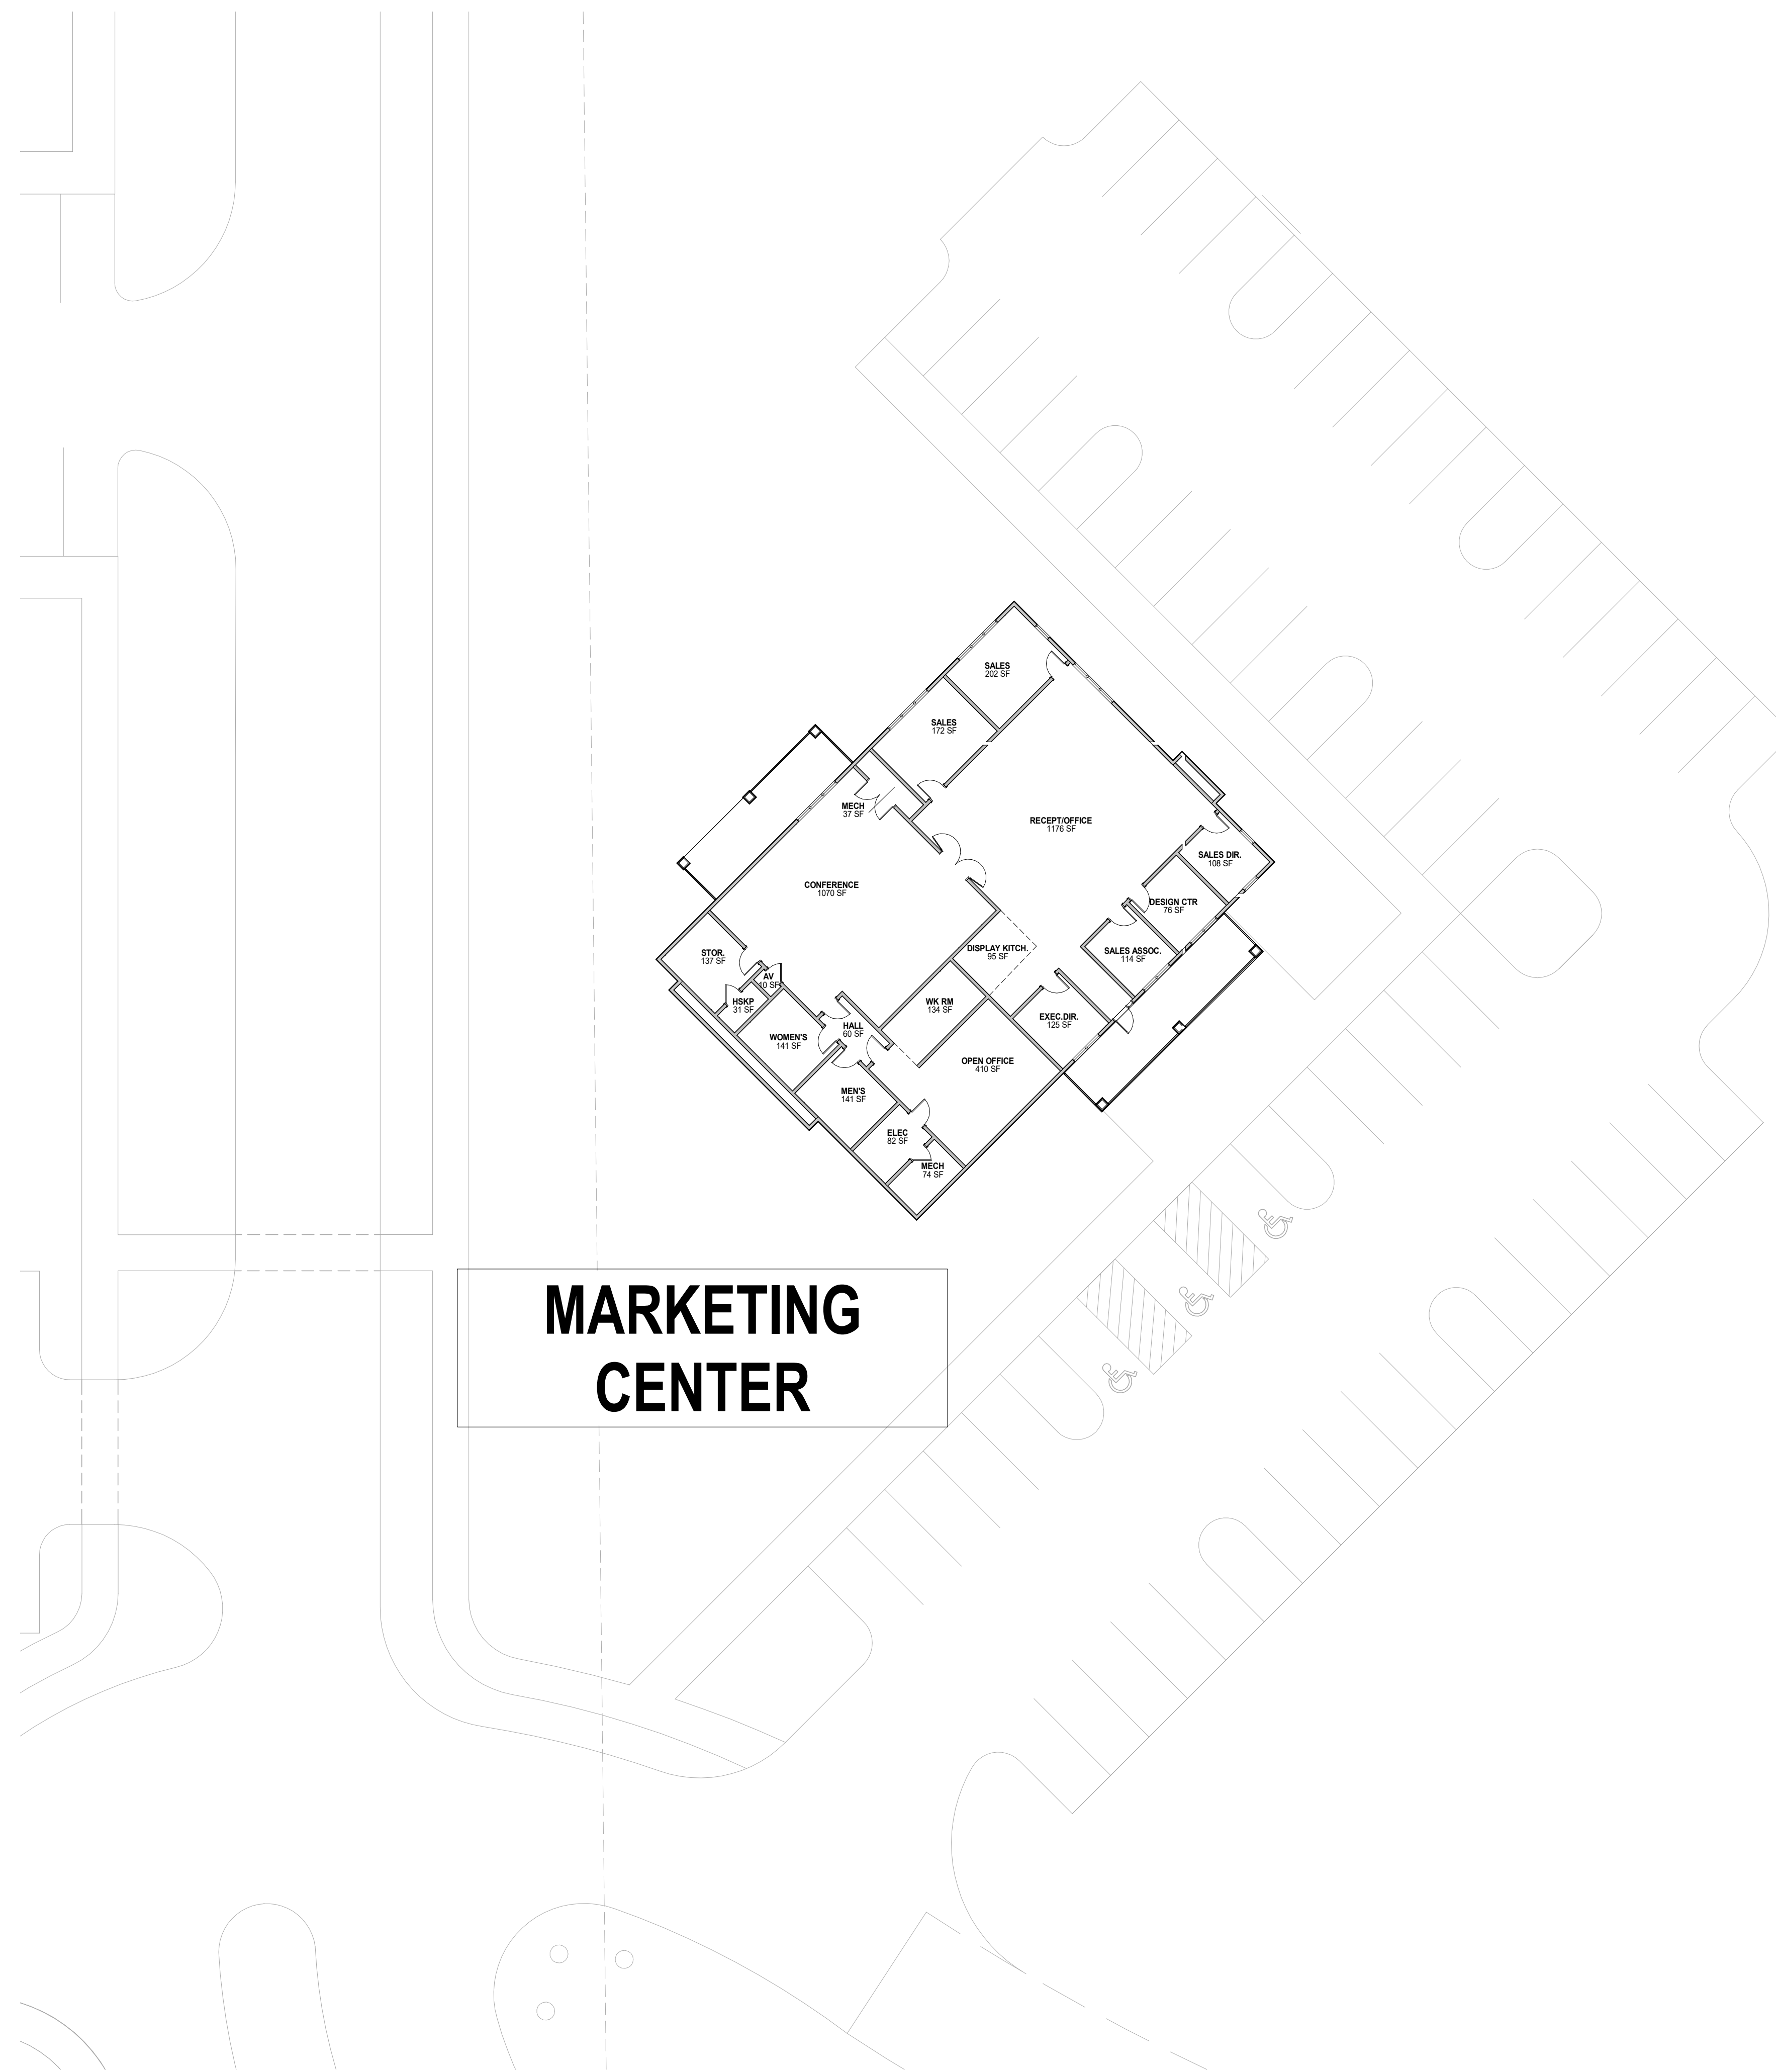 SALES
202 SF
SALES
172 SF
MECH
37 SF
RECEPT/OFFICE
1176 SF
SALES DIR.
108 SF
CONFERENCE
1070 SF
DESIGN CTR
76 SF
DISPLAY KITCH.
95 SF
SALES ASSOC.
114 SF
STOR.
137 SF
AV
10 SF
HSKP
31 SF
WK RM
134 SF
EXEC.DIR.
125 SF
HALL
60 SF
WOMEN'S
141 SF
OPEN OFFICE
410 SF
MEN'S
141 SF
ELEC
82 SF
MECH
74 SF
MARKETING
CENTER